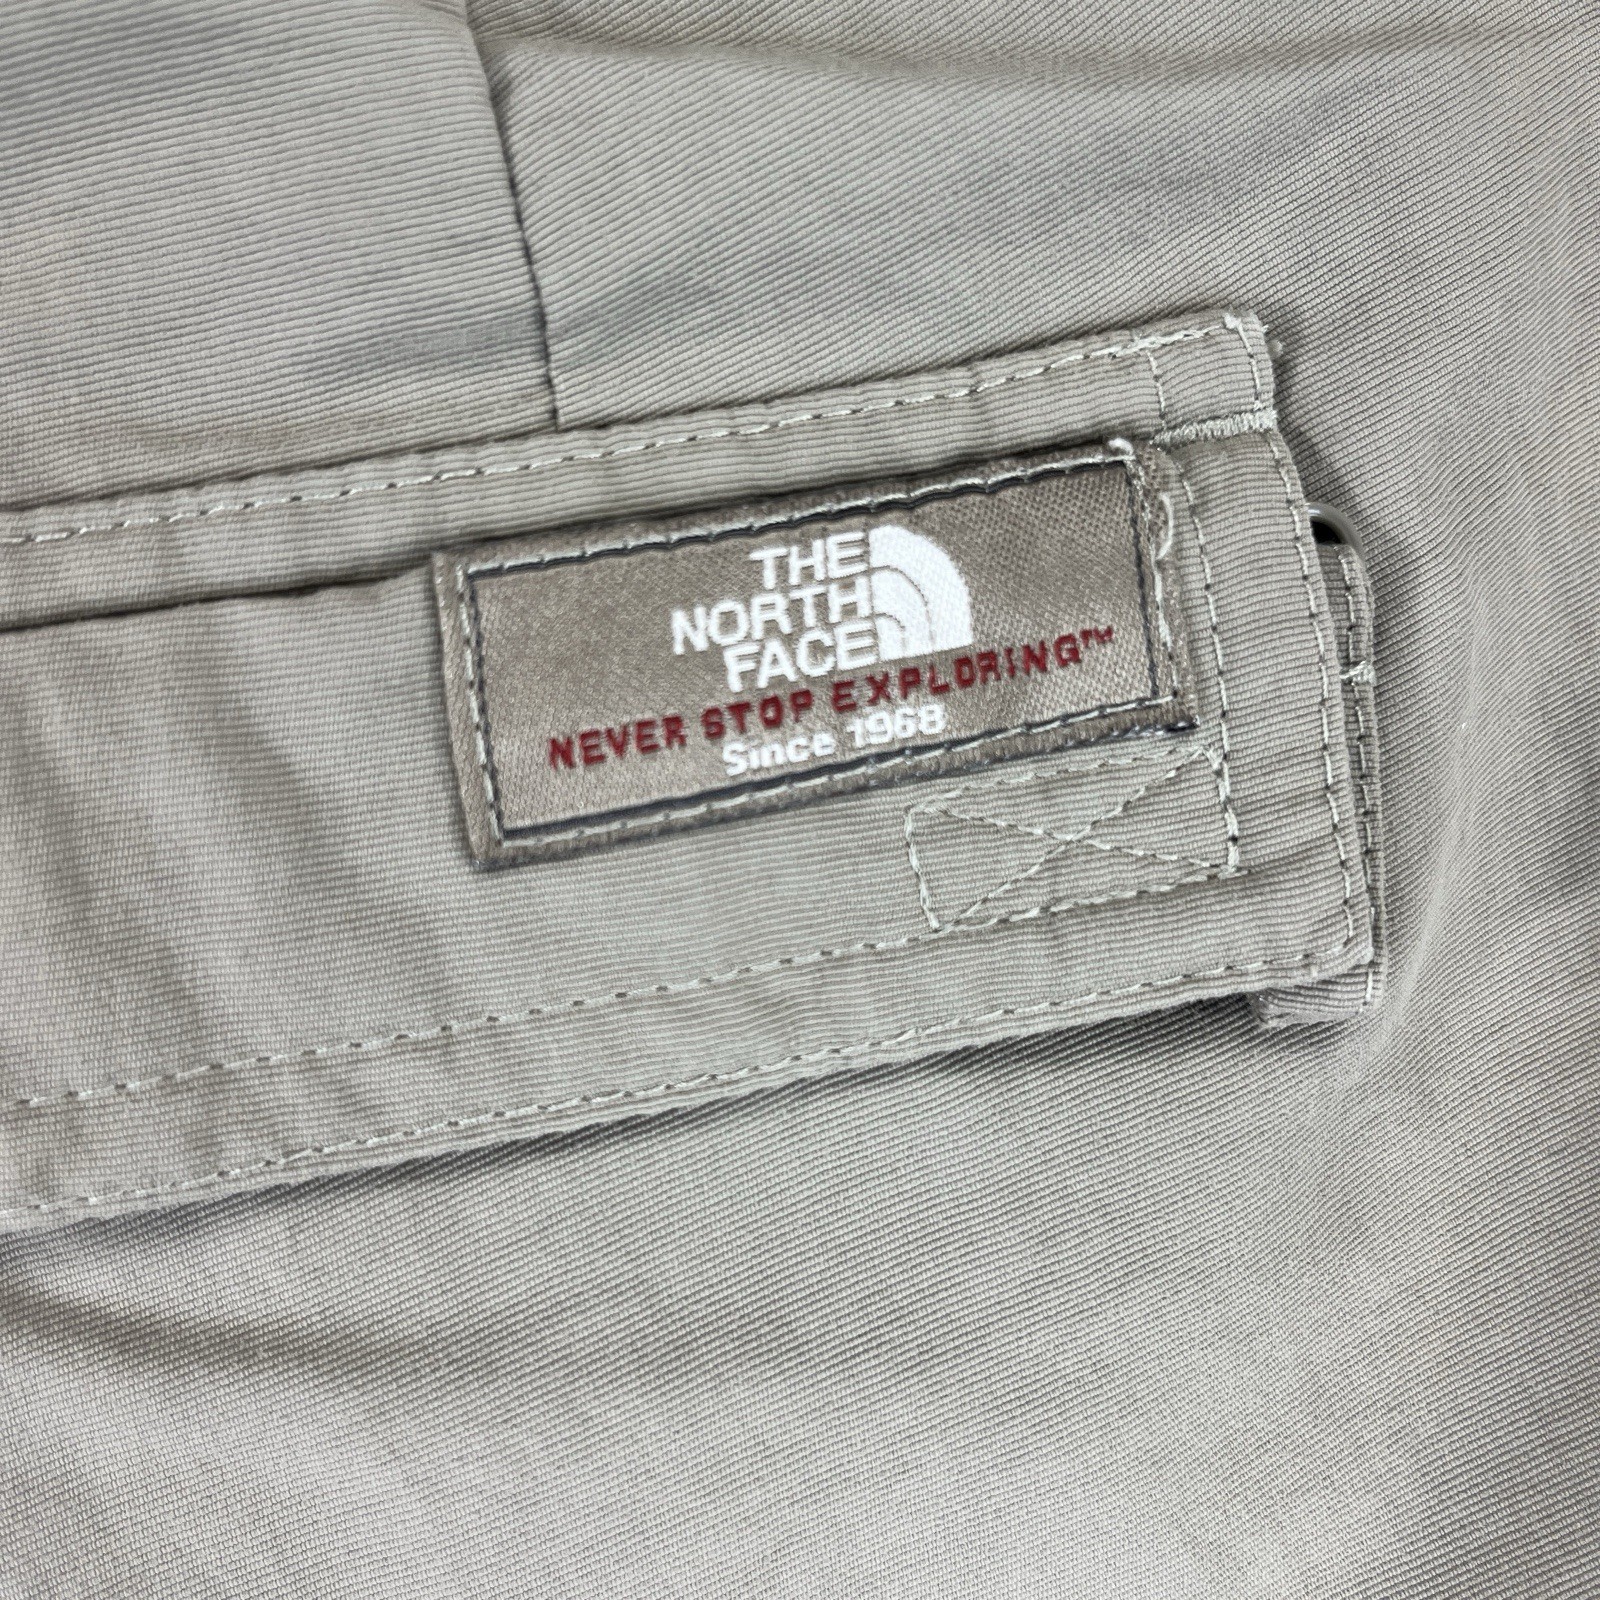 THE
NORTH
FACE
NEVER STOP EXPLORING™
Since 1968